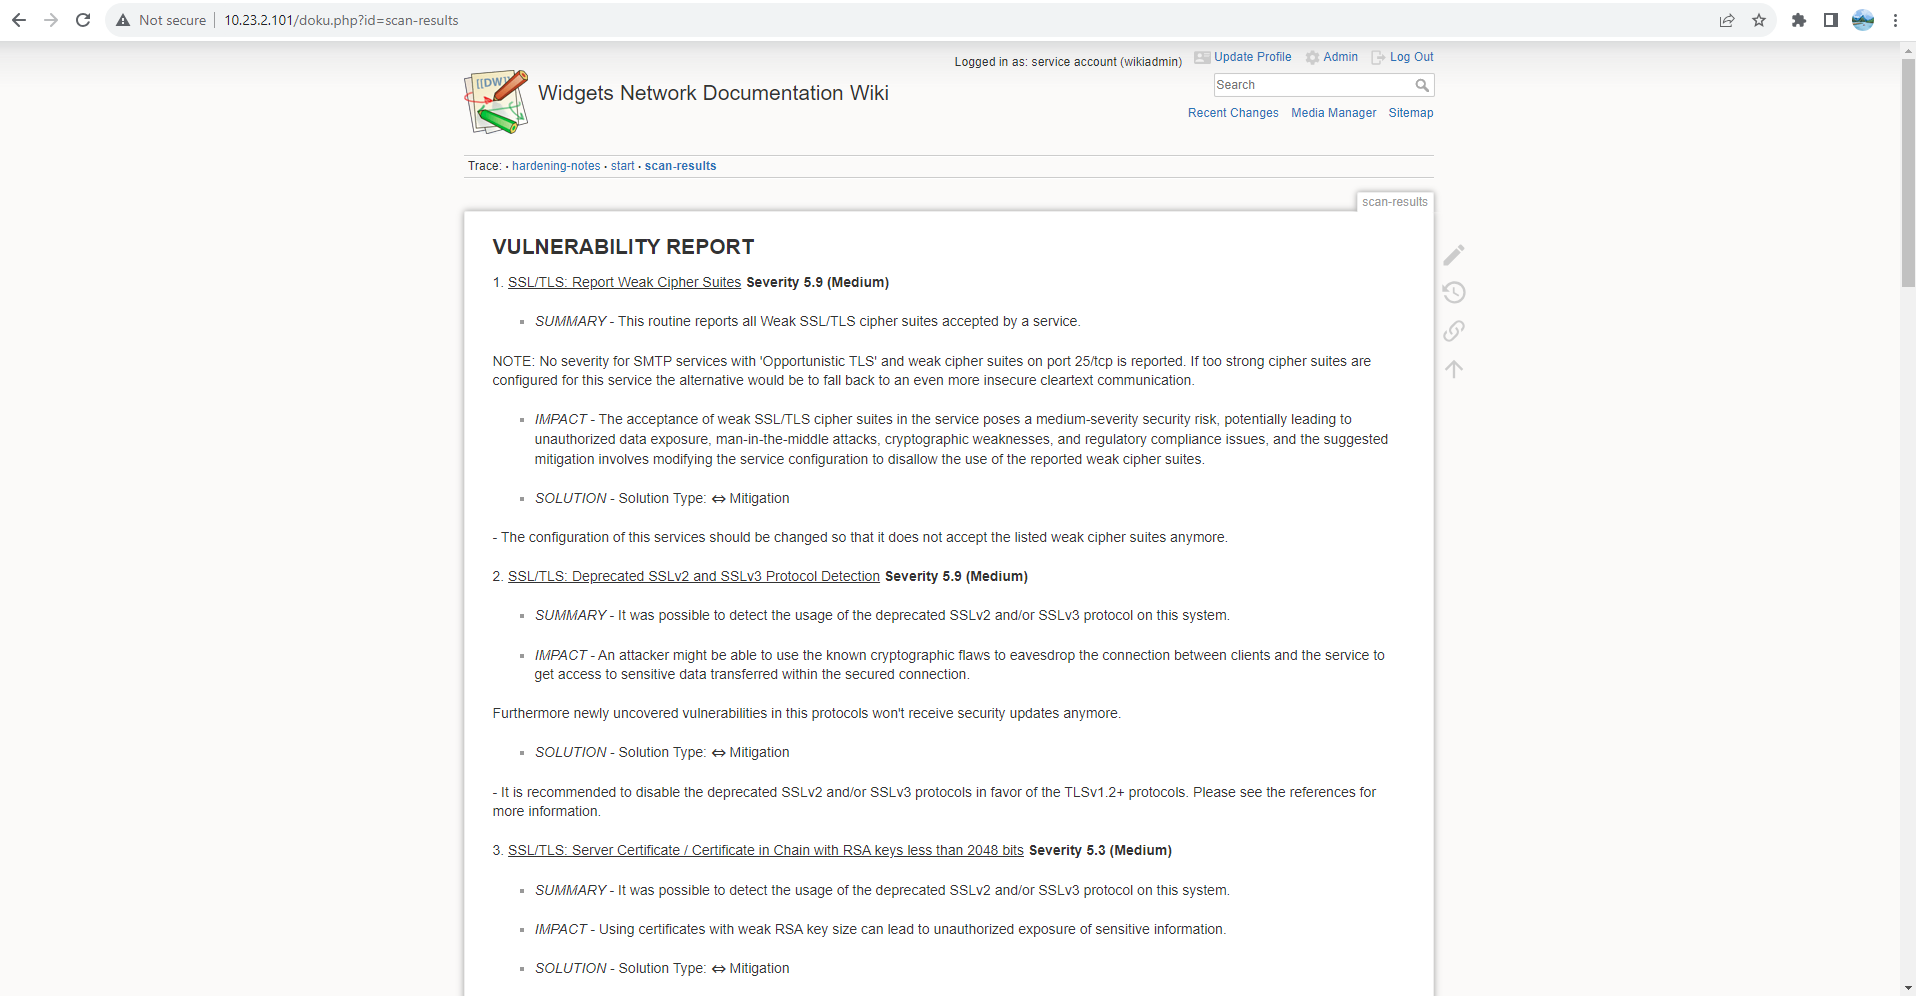 Not secure | 10.23.2.101/doku.php?id=scan-results
Logged in as: service account (wikiadmin) Update Profile Admin Log Out
[[DW]]
Widgets Network Documentation Wiki
Search
Recent Changes Media Manager Sitemap
Trace: • hardening-notes • start • scan-results
scan-results
VULNERABILITY REPORT
1. SSL/TLS: Report Weak Cipher Suites Severity 5.9 (Medium)
SUMMARY - This routine reports all Weak SSL/TLS cipher suites accepted by a service.
NOTE: No severity for SMTP services with 'Opportunistic TLS' and weak cipher suites on port 25/tcp is reported. If too strong cipher suites are
configured for this service the alternative would be to fall back to an even more insecure cleartext communication.
IMPACT - The acceptance of weak SSL/TLS cipher suites in the service poses a medium-severity security risk, potentially leading to
unauthorized data exposure, man-in-the-middle attacks, cryptographic weaknesses, and regulatory compliance issues, and the suggested
mitigation involves modifying the service configuration to disallow the use of the reported weak cipher suites.
SOLUTION - Solution Type: ⇔ Mitigation
- The configuration of this services should be changed so that it does not accept the listed weak cipher suites anymore.
2. SSL/TLS: Deprecated SSLv2 and SSLv3 Protocol Detection Severity 5.9 (Medium)
SUMMARY - It was possible to detect the usage of the deprecated SSLv2 and/or SSLv3 protocol on this system.
IMPACT - An attacker might be able to use the known cryptographic flaws to eavesdrop the connection between clients and the service to
get access to sensitive data transferred within the secured connection.
Furthermore newly uncovered vulnerabilities in this protocols won't receive security updates anymore.
SOLUTION - Solution Type: ⇔ Mitigation
- It is recommended to disable the deprecated SSLv2 and/or SSLv3 protocols in favor of the TLSv1.2+ protocols. Please see the references for
more information.
3. SSL/TLS: Server Certificate / Certificate in Chain with RSA keys less than 2048 bits Severity 5.3 (Medium)
SUMMARY - It was possible to detect the usage of the deprecated SSLv2 and/or SSLv3 protocol on this system.
IMPACT - Using certificates with weak RSA key size can lead to unauthorized exposure of sensitive information.
SOLUTION - Solution Type: ⇔ Mitigation